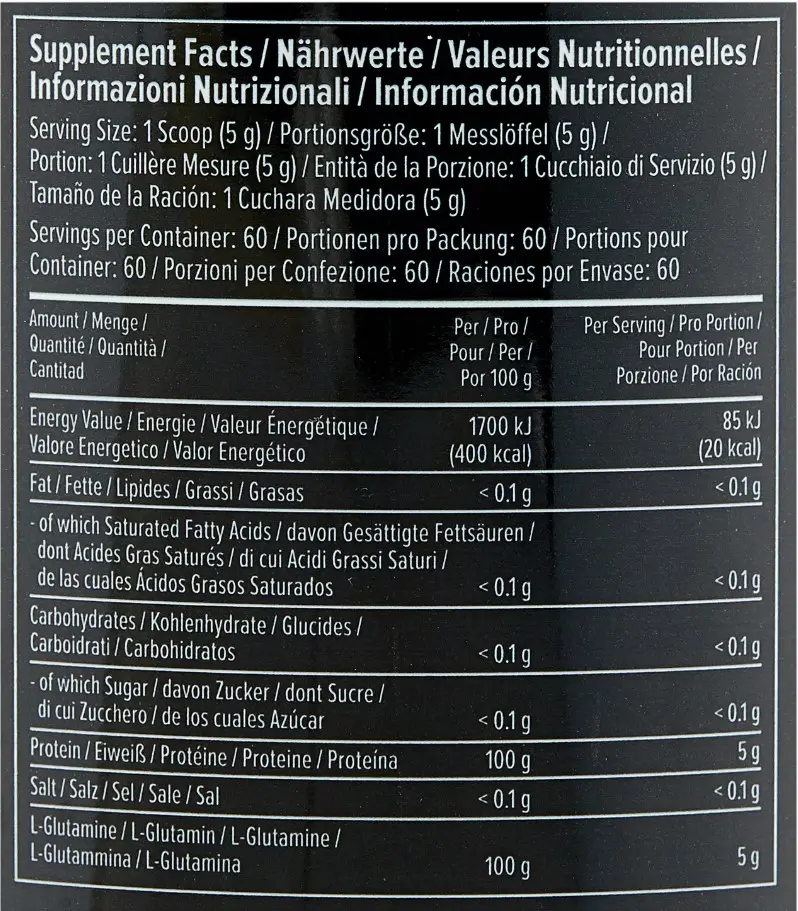 Supplement Facts / Nährwerte / Valeurs Nutritionnelles /
Informazioni Nutrizionali / Información Nutricional
Serving Size: 1 Scoop (5 g) / Portionsgröße: 1 Messlöffel (5 g) /
Portion: 1 Cuillère Mesure (5 g) / Entità de la Porzione: 1 Cucchiaio di Servizio (5 g) /
Tamaño de la Ración: 1 Cuchara Medidora (5 g)
Servings per Container: 60 / Portionen pro Packung: 60 / Portions pour
Container: 60 / Porzioni per Confezione: 60 / Raciones por Envase: 60
Amount / Menge /
Quantité / Quantità /
Cantitad
Per / Pro /
Pour / Per /
Por 100 g
Per Serving / Pro Portion /
Pour Portion / Per
Porzione / Por Ración
Energy Value / Energie / Valeur Énergétique / 1700 kJ 85 kJ
Valore Energetico / Valor Energético (400 kcal) (20 kcal)
Fat / Fette / Lipides / Grassi / Grasas < 0.1 g < 0.1 g
- of which Saturated Fatty Acids / davon Gesättigte Fettsäuren /
dont Acides Gras Saturés / di cui Acidi Grassi Saturi /
de las cuales Ácidos Grasos Saturados < 0.1 g < 0.1 g
Carbohydrates / Kohlenhydrate / Glucides /
Carboidrati / Carbohidratos < 0.1 g < 0.1 g
- of which Sugar / davon Zucker / dont Sucre /
di cui Zucchero / de los cuales Azúcar < 0.1 g < 0.1 g
Protein / Eiweiß / Protéine / Proteine / Proteína 100 g 5 g
Salt / Salz / Sel / Sale / Sal < 0.1 g < 0.1 g
L-Glutamine / L-Glutamin / L-Glutamine /
L-Glutammina / L-Glutamina 100 g 5 g